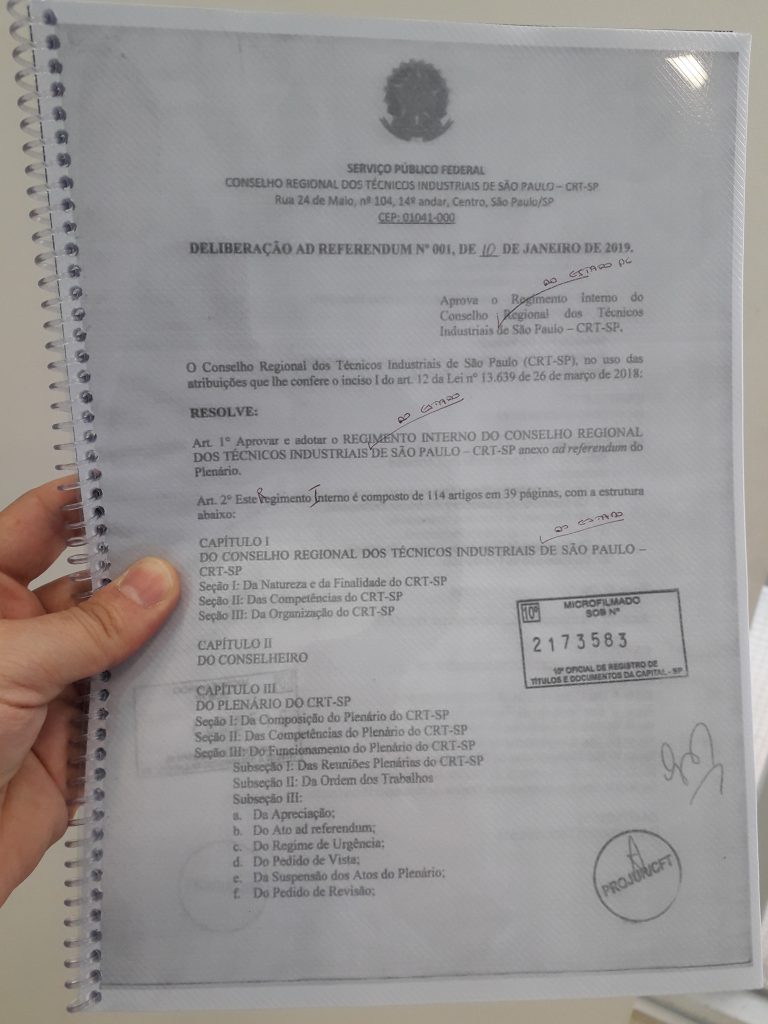 SERVIÇO PÚBLICO FEDERAL
CONSELHO REGIONAL DOS TÉCNICOS INDUSTRIAIS DE SÃO PAULO – CRT-SP
Rua 24 de Maio, nº 104, 14º andar, Centro, São Paulo/SP
CEP: 01041-000
DELIBERAÇÃO AD REFERENDUM Nº 001, DE 10 DE JANEIRO DE 2019.
DO ESTADO DE
Aprova o Regimento Interno do
Conselho Regional dos Técnicos
Industriais de São Paulo – CRT-SP.
O Conselho Regional dos Técnicos Industriais de São Paulo (CRT-SP), no uso das
atribuições que lhe confere o inciso I do art. 12 da Lei nº 13.639 de 26 de março de 2018:
RESOLVE:
DO ESTADO
Art. 1º Aprovar e adotar o REGIMENTO INTERNO DO CONSELHO REGIONAL
DOS TÉCNICOS INDUSTRIAIS DE SÃO PAULO – CRT-SP anexo ad referendum do
Plenário.
Art. 2º Este Regimento Interno é composto de 114 artigos em 39 páginas, com a estrutura
abaixo:
DO ESTADO
CAPÍTULO I
DO CONSELHO REGIONAL DOS TÉCNICOS INDUSTRIAIS DE SÃO PAULO –
CRT-SP
Seção I: Da Natureza e da Finalidade do CRT-SP
Seção II: Das Competências do CRT-SP
Seção III: Da Organização do CRT-SP
10º
MICROFILMADO
SOB Nº
2173583
10º OFICIAL DE REGISTRO DE
TÍTULOS E DOCUMENTOS DA CAPITAL - SP
CAPÍTULO II
DO CONSELHEIRO
CAPÍTULO III
DO PLENÁRIO DO CRT-SP
Seção I: Da Composição do Plenário do CRT-SP
Seção II: Das Competências do Plenário do CRT-SP
Seção III: Do Funcionamento do Plenário do CRT-SP
Subseção I: Das Reuniões Plenárias do CRT-SP
Subseção II: Da Ordem dos Trabalhos
Subseção III:
a. Da Apreciação;
b. Do Ato ad referendum;
c. Do Regime de Urgência;
d. Do Pedido de Vista;
e. Da Suspensão dos Atos do Plenário;
f. Do Pedido de Revisão;
PROJUR/CFT